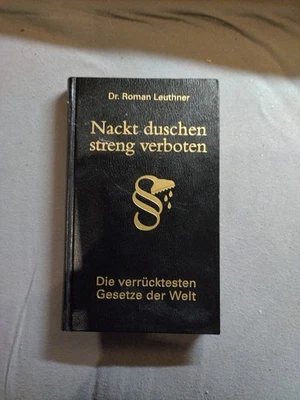 Dr. Roman Leuthner
Nackt duschen
streng verboten
§
Die verrücktesten
Gesetze der Welt